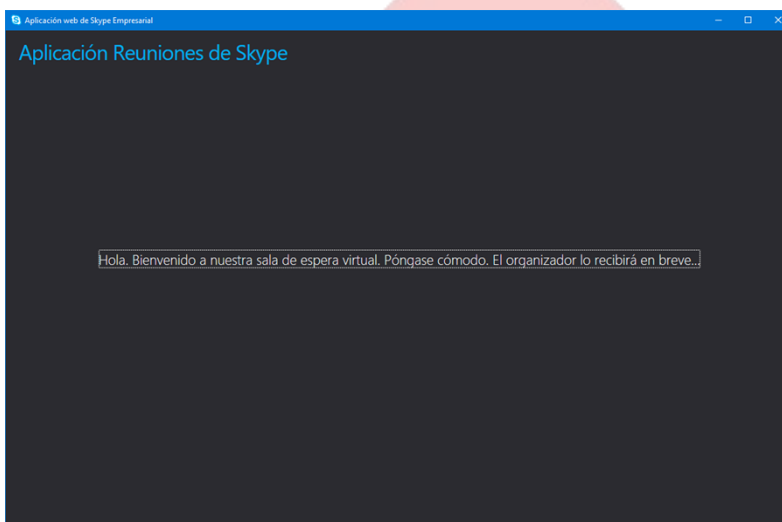 Aplicación web de Skype Empresarial
Aplicación Reuniones de Skype
Hola. Bienvenido a nuestra sala de espera virtual. Póngase cómodo. El organizador lo recibirá en breve...